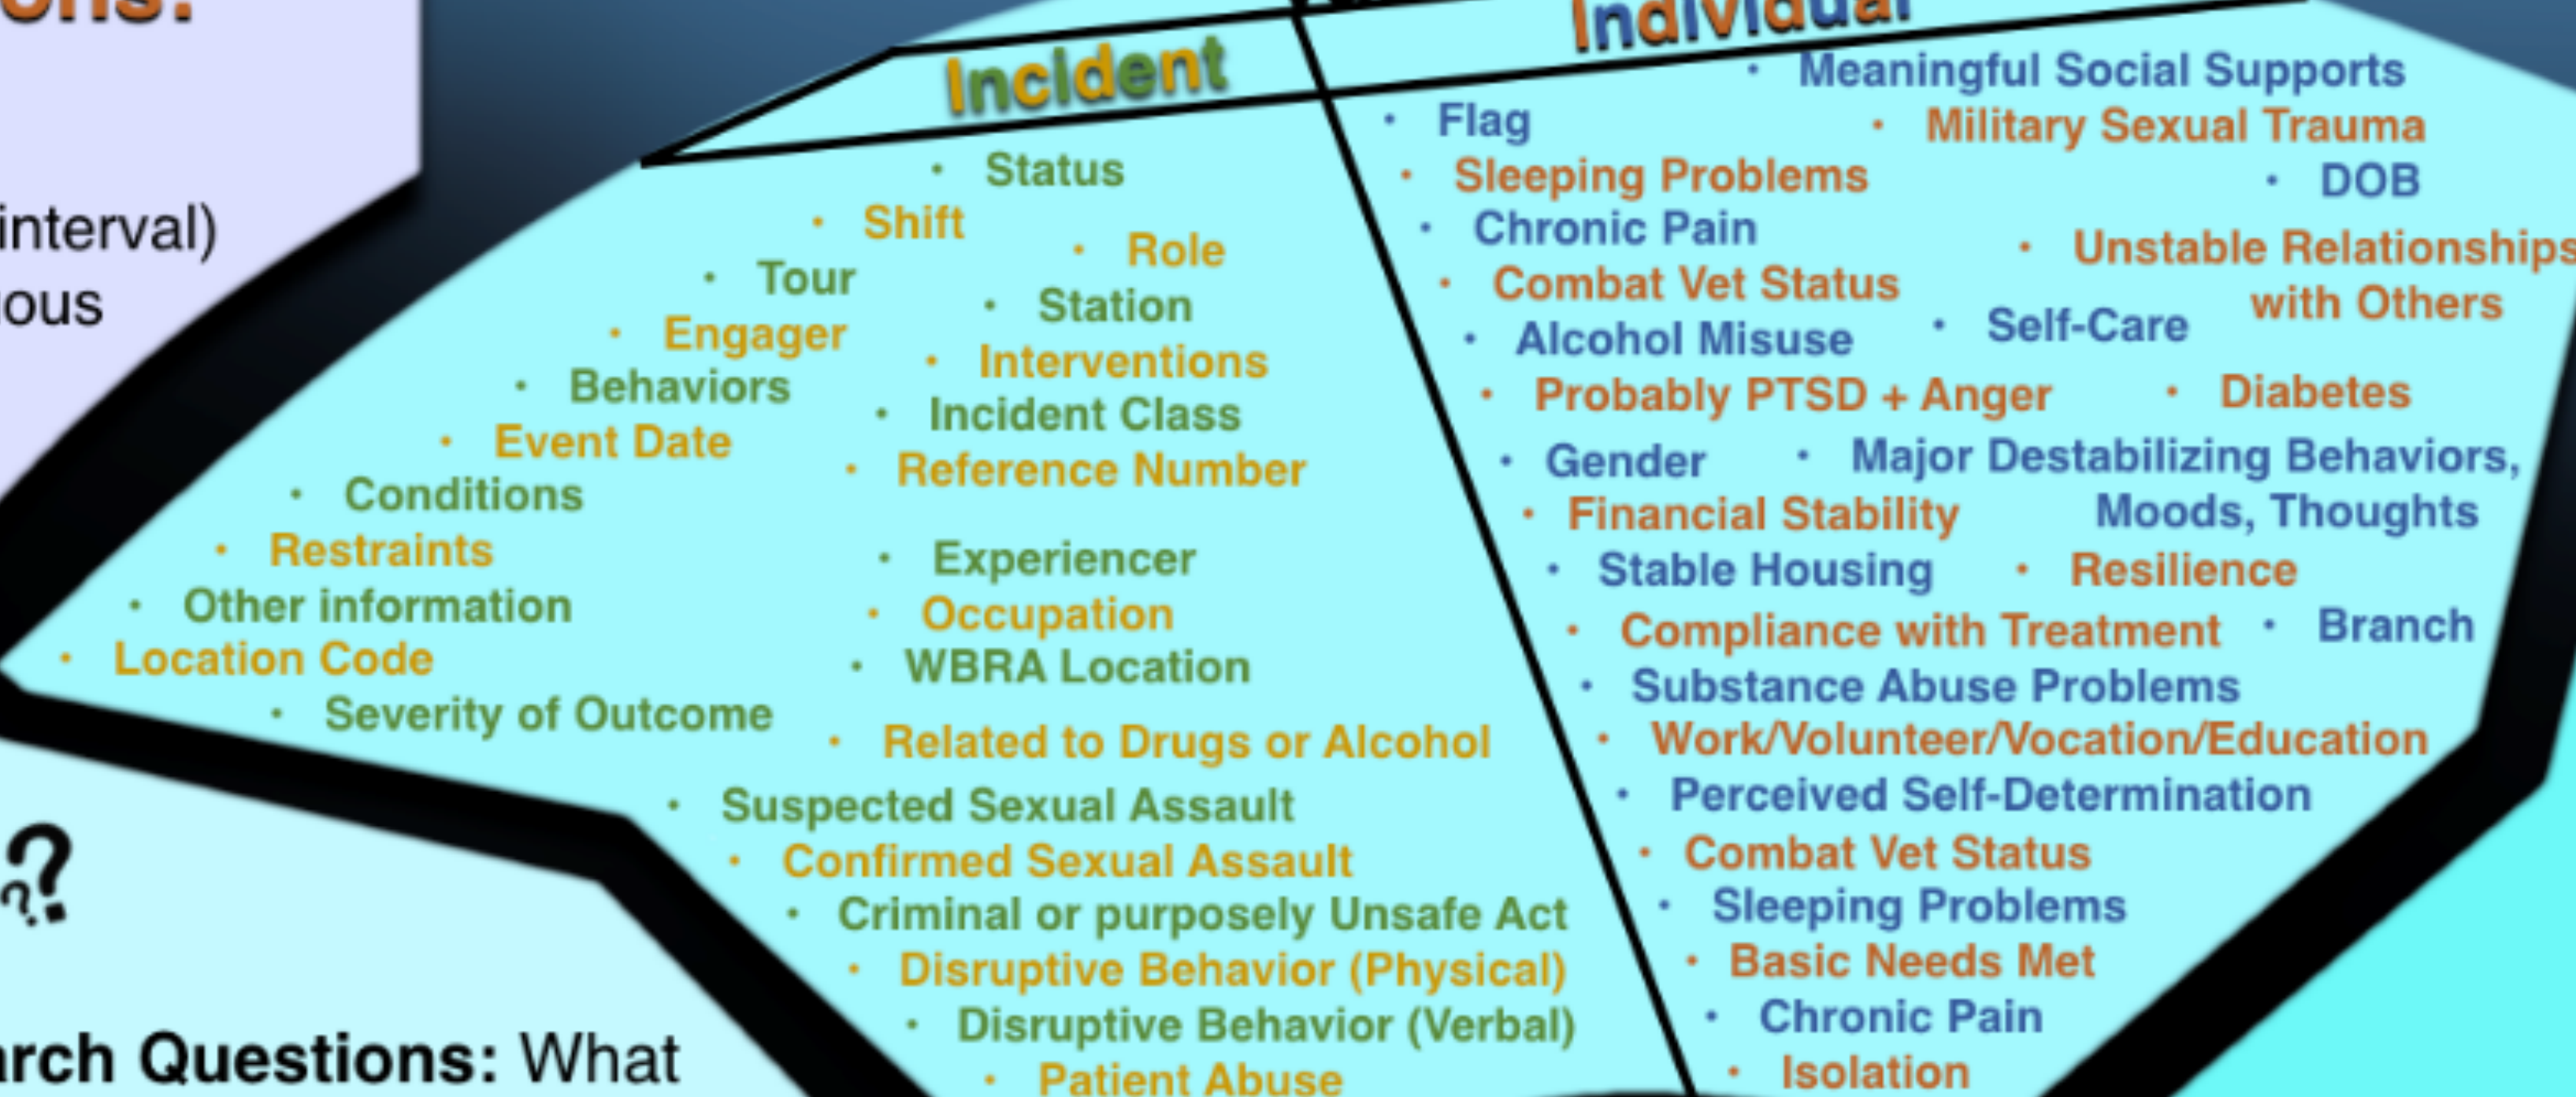 ons:
interval)
ous
?
?
arch Questions: What
Incident
Status
Shift
Role
Tour
Station
Engager
Interventions
Behaviors
Incident Class
Event Date
Reference Number
Conditions
Restraints
Experiencer
Other information
Occupation
Location Code
WBRA Location
Severity of Outcome
Related to Drugs or Alcohol
Suspected Sexual Assault
Confirmed Sexual Assault
Criminal or purposely Unsafe Act
Disruptive Behavior (Physical)
Disruptive Behavior (Verbal)
Patient Abuse
Individual
Meaningful Social Supports
Flag
Military Sexual Trauma
Sleeping Problems
DOB
Chronic Pain
Unstable Relationships
with Others
Combat Vet Status
Self-Care
Alcohol Misuse
Probably PTSD + Anger
Diabetes
Gender
Major Destabilizing Behaviors,
Moods, Thoughts
Financial Stability
Stable Housing
Resilience
Compliance with Treatment
Branch
Substance Abuse Problems
Work/Volunteer/Vocation/Education
Perceived Self-Determination
Combat Vet Status
Sleeping Problems
Basic Needs Met
Chronic Pain
Isolation